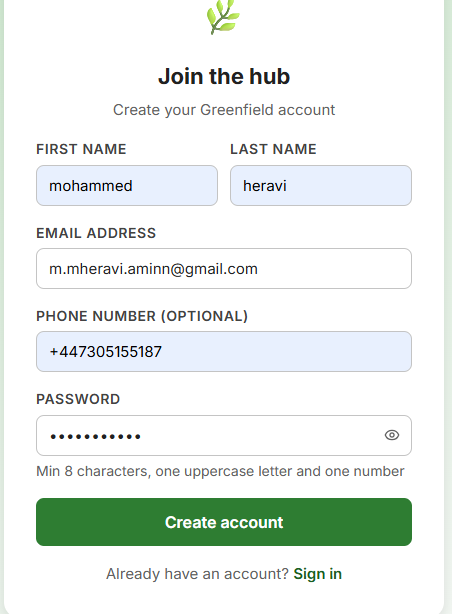 Join the hub
Create your Greenfield account
FIRST NAME LAST NAME
mohammed heravi
EMAIL ADDRESS
m.mheravi.aminn@gmail.com
PHONE NUMBER (OPTIONAL)
+447305155187
PASSWORD
•••••••••••
Min 8 characters, one uppercase letter and one number
Create account
Already have an account? Sign in